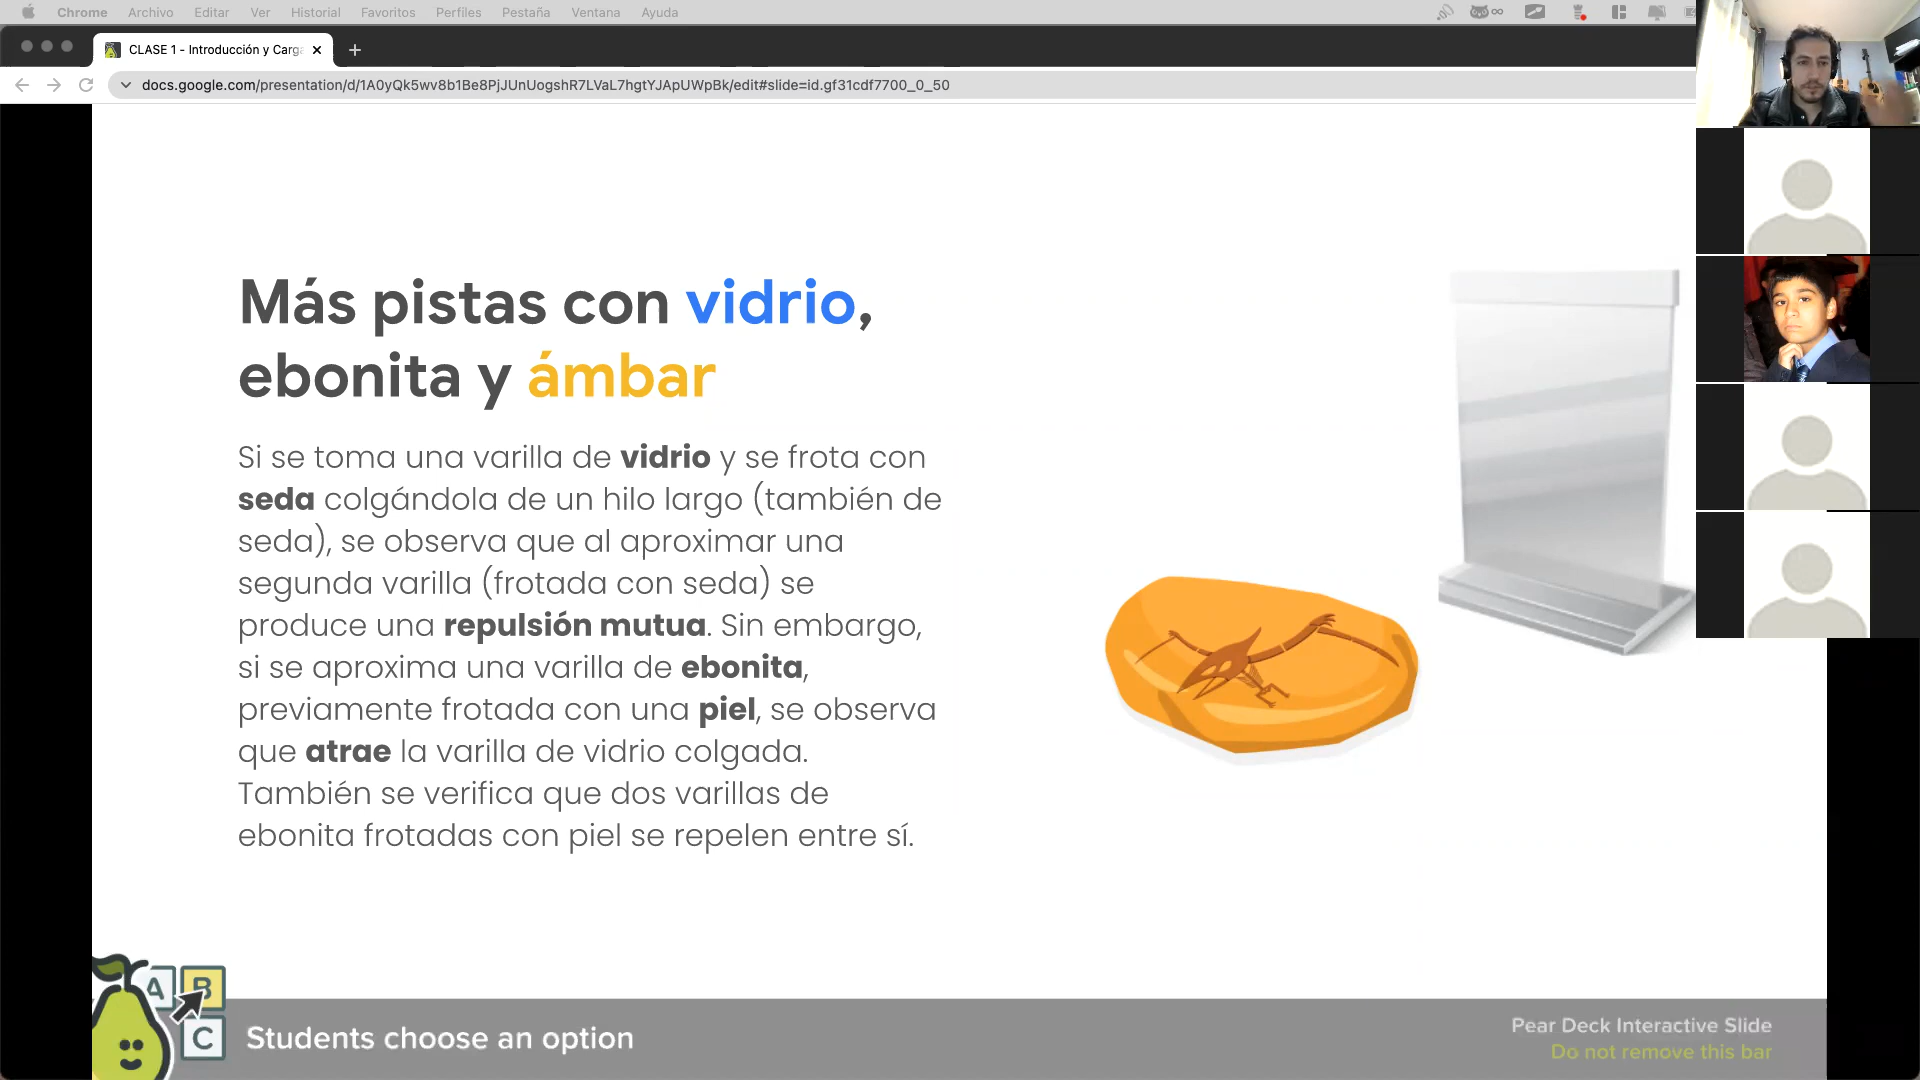 Chrome Archivo Editar Ver Historial Favoritos Perfiles Pestaña Ventana Ayuda
CLASE 1 - Introducción y Carga
docs.google.com/presentation/d/1A0yQk5wv8b1Be8PjJUnUogshR7LVaL7hgtYJApUWpBk/edit#slide=id.gf31cdf7700_0_50
Más pistas con vidrio,
ebonita y ámbar
Si se toma una varilla de vidrio y se frota con
seda colgándola de un hilo largo (también de
seda), se observa que al aproximar una
segunda varilla (frotada con seda) se
produce una repulsión mutua. Sin embargo,
si se aproxima una varilla de ebonita,
previamente frotada con una piel, se observa
que atrae la varilla de vidrio colgada.
También se verifica que dos varillas de
ebonita frotadas con piel se repelen entre sí.
A B
C
Students choose an option
Pear Deck Interactive Slide
Do not remove this bar